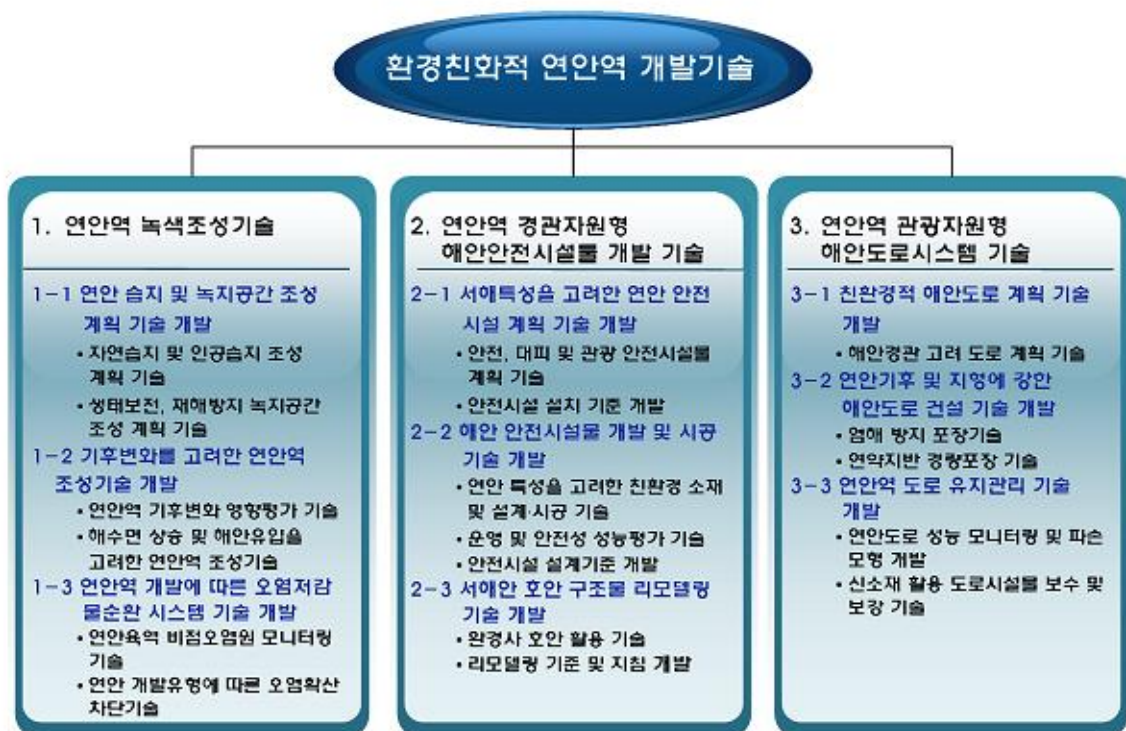 환경친화적 연안역 개발기술
1. 연안역 녹색조성기술
1-1 연안 습지 및 녹지공간 조성
계획 기술 개발
• 자연습지 및 인공습지 조성
계획 기술
• 생태보전, 재해방지 녹지공간
조성 계획 기술
1-2 기후변화를 고려한 연안역
조성기술 개발
• 연안역 기후변화 영향평가 기술
• 해수면 상승 및 해안유입을
고려한 연안역 조성기술
1-3 연안역 개발에 따른 오염저감
물순환 시스템 기술 개발
• 연안육역 비점오염원 모니터링
기술
• 연안 개발유형에 따른 오염확산
차단기술
2. 연안역 경관자원형
해안안전시설물 개발 기술
2-1 서해특성을 고려한 연안 안전
시설 계획 기술 개발
• 안전, 대피 및 관광 안전시설물
계획 기술
• 안전시설 설치 기준 개발
2-2 해안 안전시설물 개발 및 시공
기술 개발
• 연안 특성을 고려한 친환경 소재
및 설계·시공 기술
• 운영 및 안전성 성능평가 기술
• 안전시설 설계기준 개발
2-3 서해안 호안 구조물 리모델링
기술 개발
• 완경사 호안 활용 기술
• 리모델링 기준 및 지침 개발
3. 연안역 관광자원형
해안도로시스템 기술
3-1 친환경적 해안도로 계획 기술
개발
• 해안경관 고려 도로 계획 기술
3-2 연안기후 및 지형에 강한
해안도로 건설 기술 개발
• 염해 방지 포장기술
• 연약지반 경량포장 기술
3-3 연안역 도로 유지관리 기술
개발
• 연안도로 성능 모니터링 및 파손
모형 개발
• 신소재 활용 도로시설물 보수 및
보강 기술